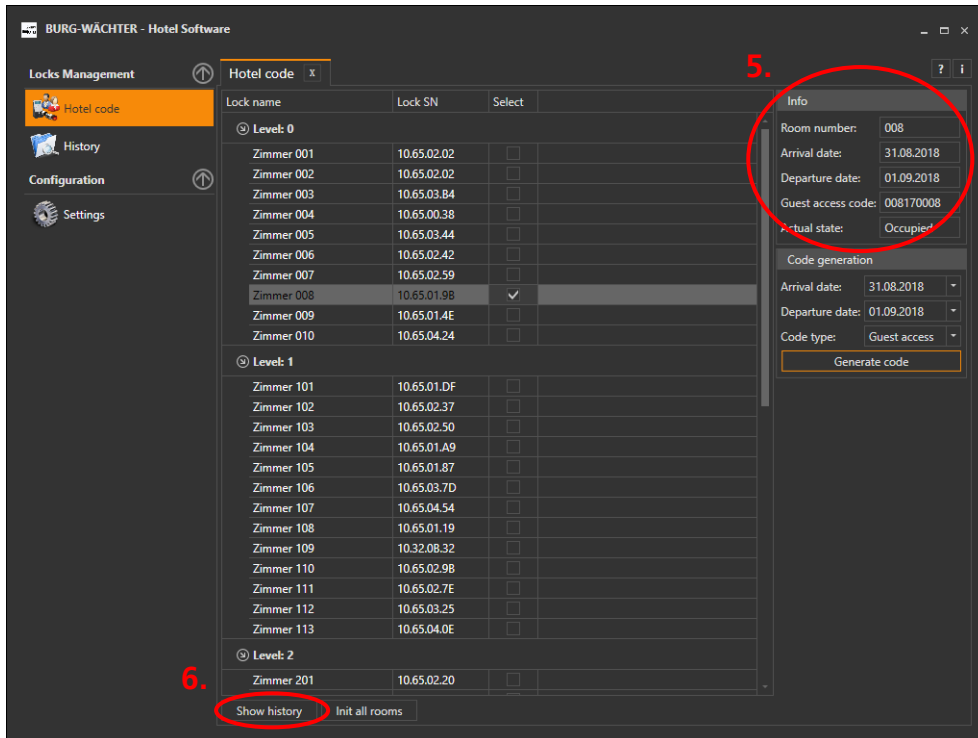 BURG-WÄCHTER - Hotel Software
Locks Management
Hotel code
History
Configuration
Settings
Hotel code x
Lock name Lock SN Select
Level: 0
Zimmer 001 10.65.02.02
Zimmer 002 10.65.02.02
Zimmer 003 10.65.03.B4
Zimmer 004 10.65.00.38
Zimmer 005 10.65.03.44
Zimmer 006 10.65.02.42
Zimmer 007 10.65.02.59
Zimmer 008 10.65.01.9B
Zimmer 009 10.65.01.4E
Zimmer 010 10.65.04.24
Level: 1
Zimmer 101 10.65.01.DF
Zimmer 102 10.65.02.37
Zimmer 103 10.65.02.50
Zimmer 104 10.65.01.A9
Zimmer 105 10.65.01.87
Zimmer 106 10.65.03.7D
Zimmer 107 10.65.04.54
Zimmer 108 10.65.01.19
Zimmer 109 10.32.0B.32
Zimmer 110 10.65.02.9B
Zimmer 111 10.65.02.7E
Zimmer 112 10.65.03.25
Zimmer 113 10.65.04.0E
Level: 2
Zimmer 201 10.65.02.20
6.
Show history Init all rooms
5.
? i
Info
Room number: 008
Arrival date: 31.08.2018
Departure date: 01.09.2018
Guest access code: 008170008
Actual state: Occupied
Code generation
Arrival date: 31.08.2018
Departure date: 01.09.2018
Code type: Guest access
Generate code